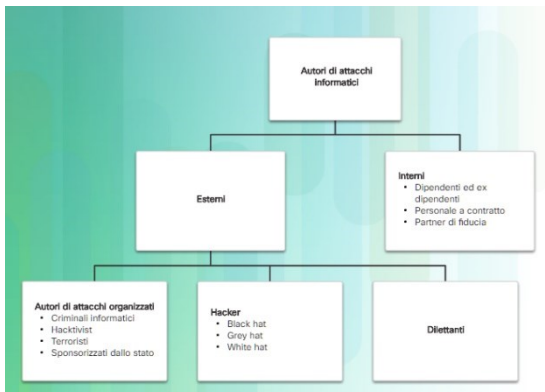 Autori di attacchi
informatici
Esterni
Interni
• Dipendenti ed ex
dipendenti
• Personale a contratto
• Partner di fiducia
Autori di attacchi organizzati
• Criminali informatici
• Hacktivist
• Terroristi
• Sponsorizzati dallo stato
Hacker
• Black hat
• Grey hat
• White hat
Dilettanti